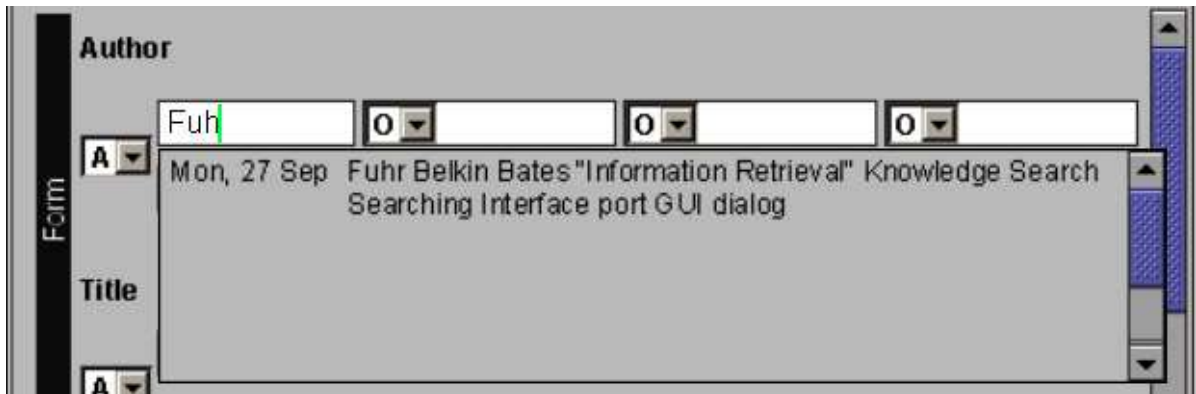 Author
Fuh O O O
A
Mon, 27 Sep Fuhr Belkin Bates "Information Retrieval" Knowledge Search
Searching Interface port GUI dialog
Form
Title
A